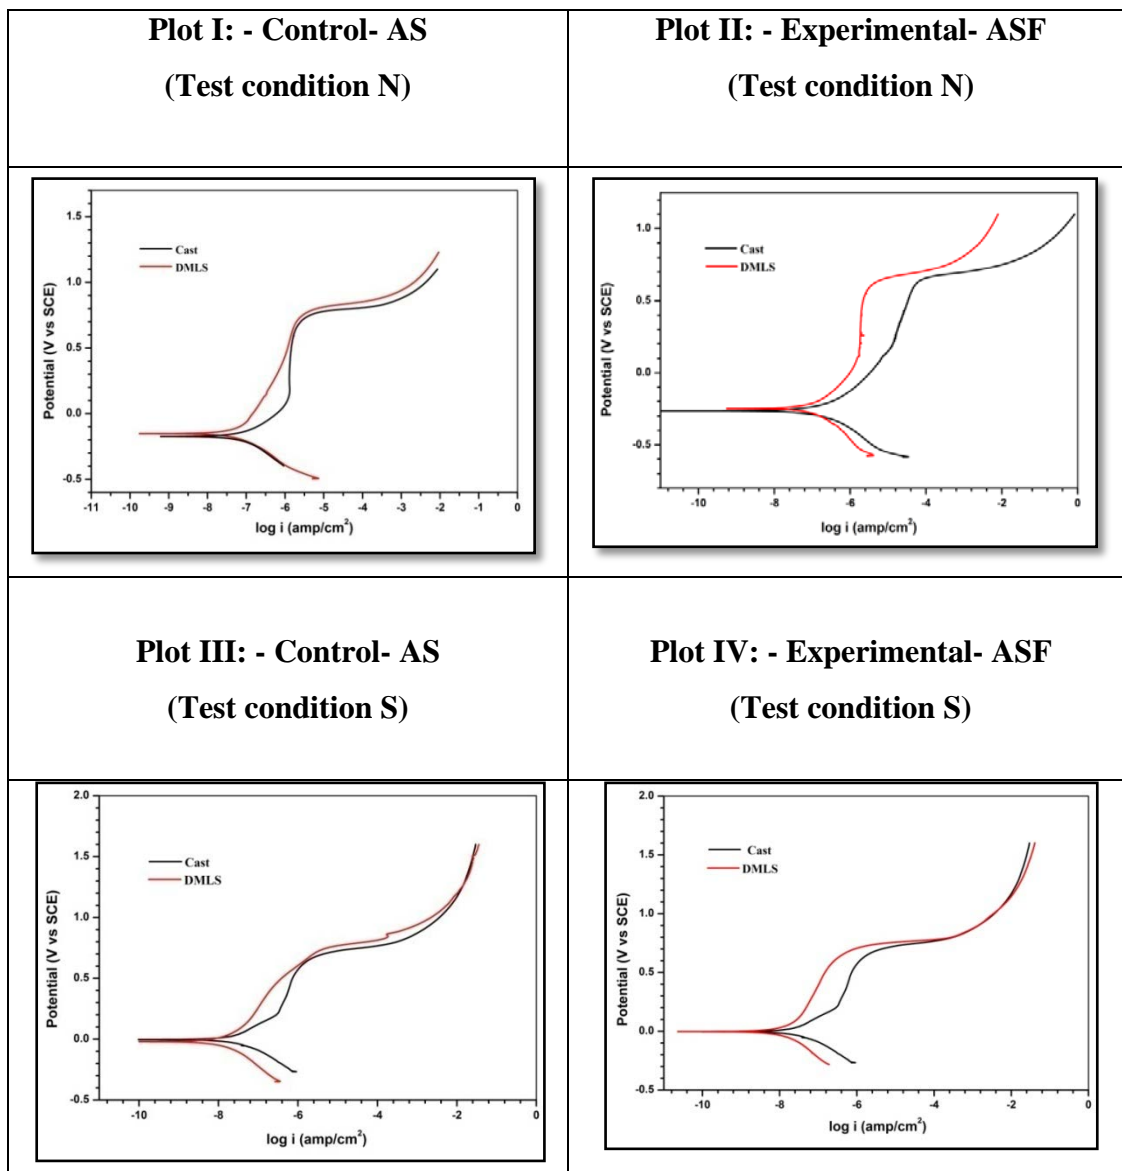 Plot I: - Control- AS
(Test condition N)
Plot II: - Experimental- ASF
(Test condition N)
1.5
1.0
0.5
0.0
-0.5
Potential (V vs SCE)
Cast
DMLS
-11 -10 -9 -8 -7 -6 -5 -4 -3 -2 -1 0
log i (amp/cm²)
1.0
0.5
0.0
-0.5
Potential (V vs SCE)
Cast
DMLS
-10 -8 -6 -4 -2 0
log i (amp/cm²)
Plot III: - Control- AS
(Test condition S)
Plot IV: - Experimental- ASF
(Test condition S)
2.0
1.5
1.0
0.5
0.0
-0.5
Potential (V vs SCE)
Cast
DMLS
-10 -8 -6 -4 -2 0
log i (amp/cm²)
2.0
1.5
1.0
0.5
0.0
-0.5
Potential (V vs SCE)
Cast
DMLS
-10 -8 -6 -4 -2 0
log i (amp/cm²)